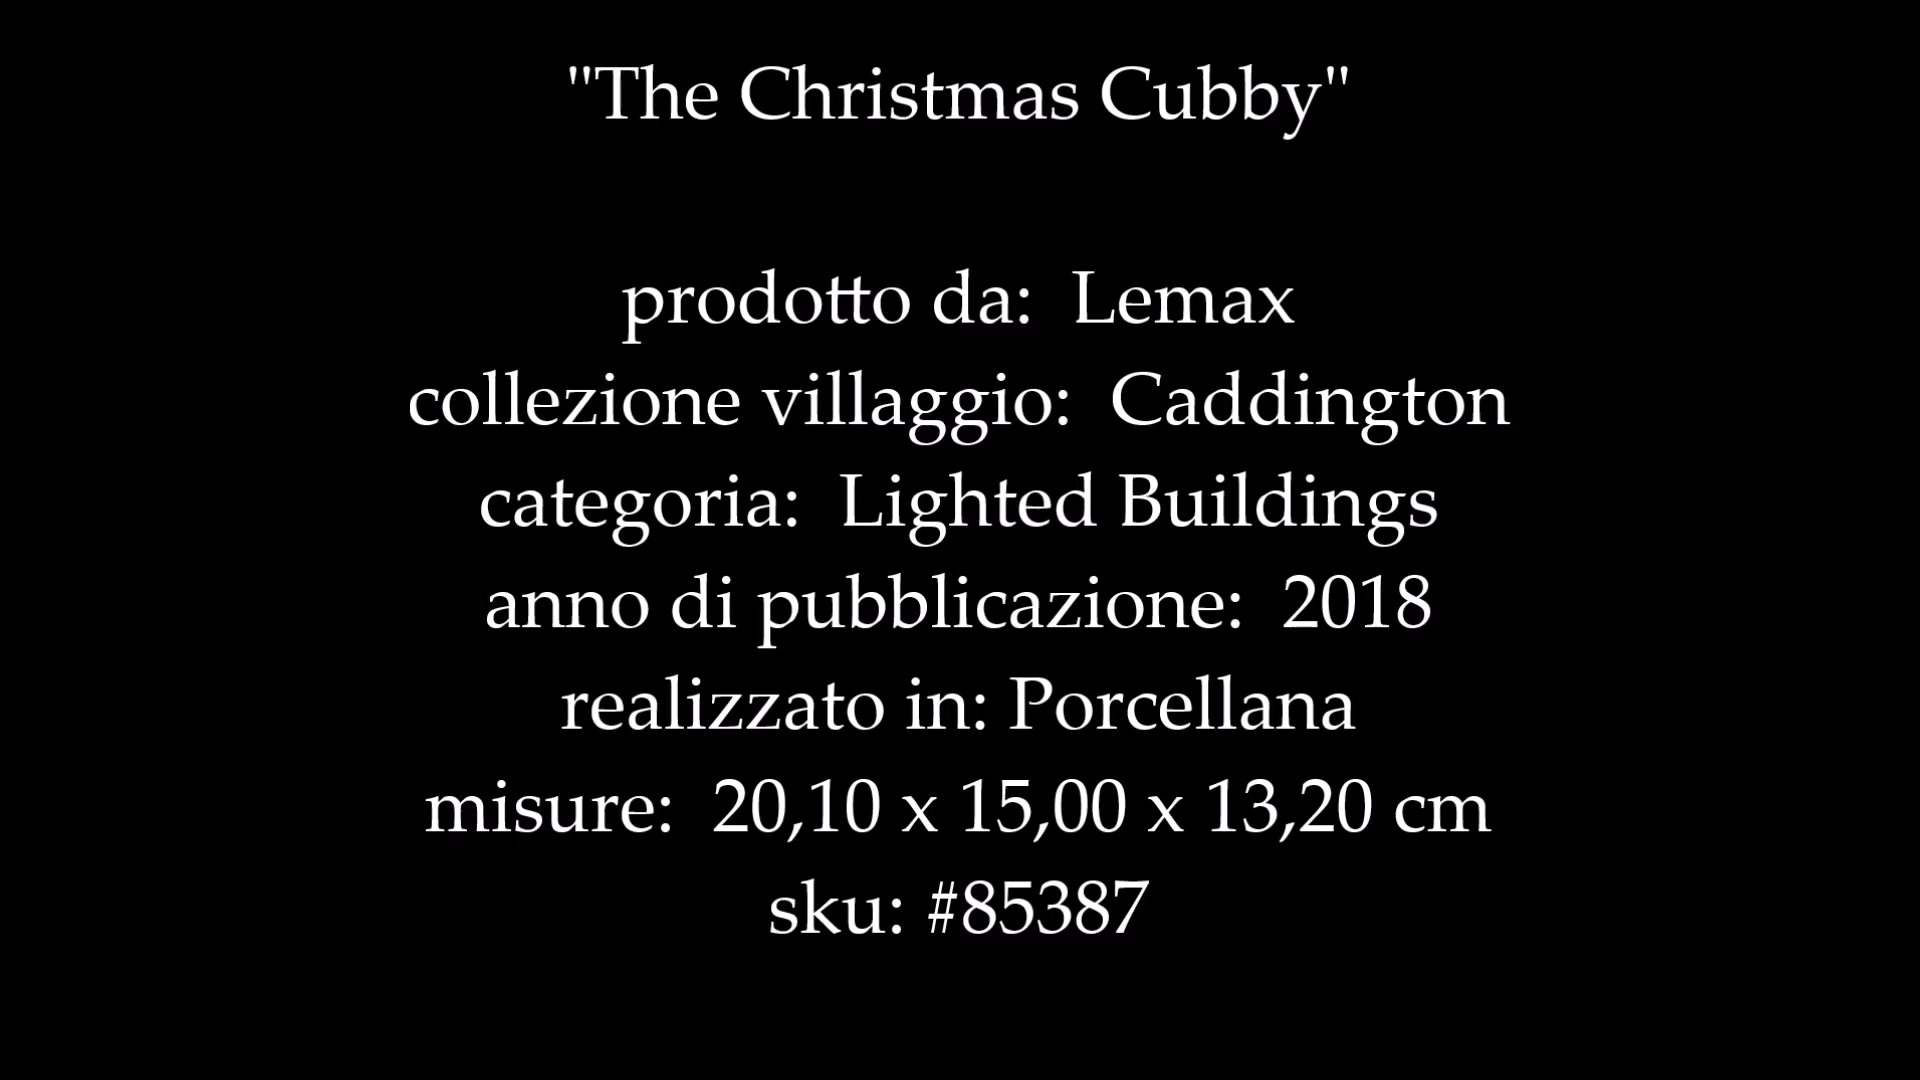 "The Christmas Cubby"
prodotto da: Lemax
collezione villaggio: Caddington
categoria: Lighted Buildings
anno di pubblicazione: 2018
realizzato in: Porcellana
misure: 20,10 x 15,00 x 13,20 cm
sku: #85387